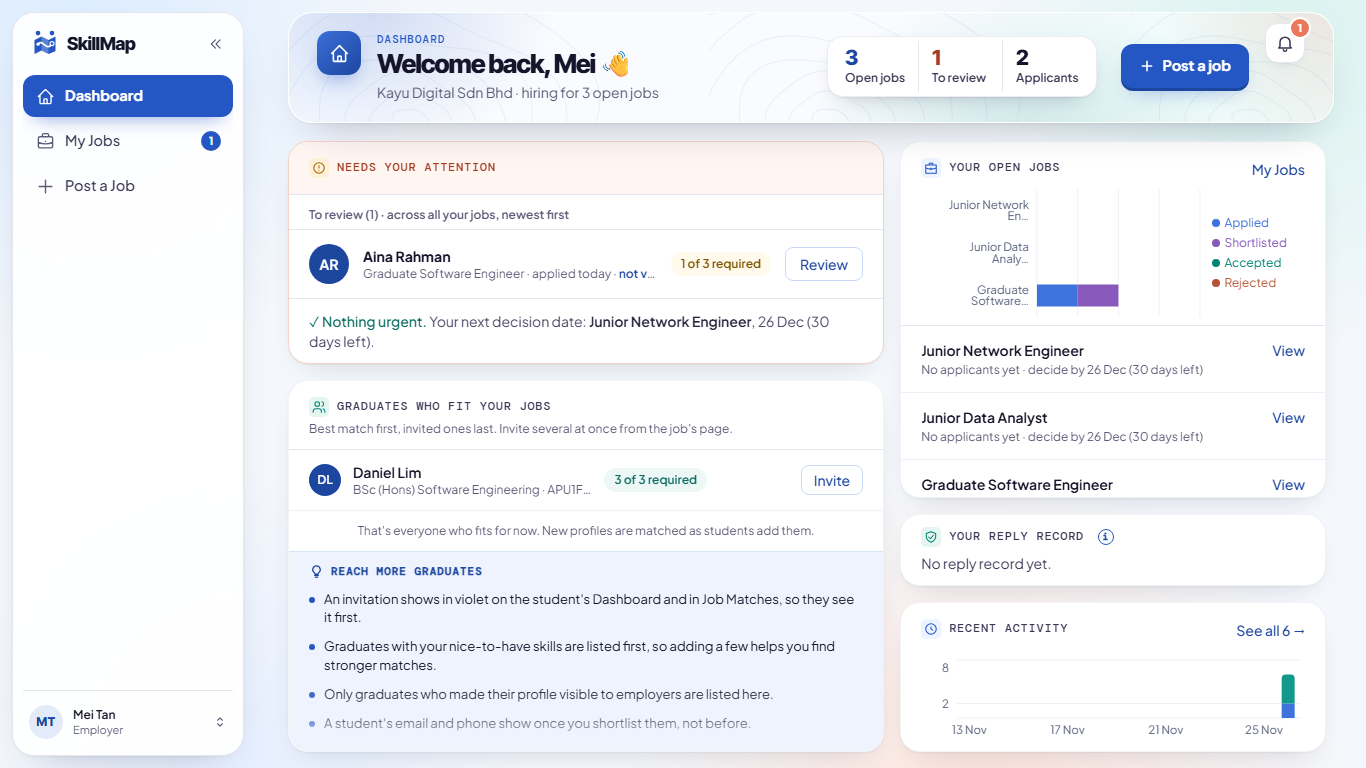 SkillMap
Dashboard
My Jobs
1
Post a Job
Mei Tan
Employer
MT
DASHBOARD
Welcome back, Mei 👋
Kayu Digital Sdn Bhd · hiring for 3 open jobs
3
Open jobs
1
To review
2
Applicants
+ Post a job
1
NEEDS YOUR ATTENTION
To review (1) · across all your jobs, newest first
AR
Aina Rahman
Graduate Software Engineer · applied today · not v…
1 of 3 required
Review
✓ Nothing urgent. Your next decision date: Junior Network Engineer, 26 Dec (30
days left).
GRADUATES WHO FIT YOUR JOBS
Best match first, invited ones last. Invite several at once from the job's page.
DL
Daniel Lim
BSc (Hons) Software Engineering · APU1F…
3 of 3 required
Invite
That's everyone who fits for now. New profiles are matched as students add them.
REACH MORE GRADUATES
An invitation shows in violet on the student's Dashboard and in Job Matches, so they see
it first.
Graduates with your nice-to-have skills are listed first, so adding a few helps you find
stronger matches.
Only graduates who made their profile visible to employers are listed here.
A student's email and phone show once you shortlist them, not before.
YOUR OPEN JOBS
My Jobs
Junior Network
En…
Junior Data
Analy…
Graduate
Software…
Applied
Shortlisted
Accepted
Rejected
Junior Network Engineer
View
No applicants yet · decide by 26 Dec (30 days left)
Junior Data Analyst
View
No applicants yet · decide by 26 Dec (30 days left)
Graduate Software Engineer
View
YOUR REPLY RECORD
No reply record yet.
RECENT ACTIVITY
See all 6 →
8
2
13 Nov
17 Nov
21 Nov
25 Nov